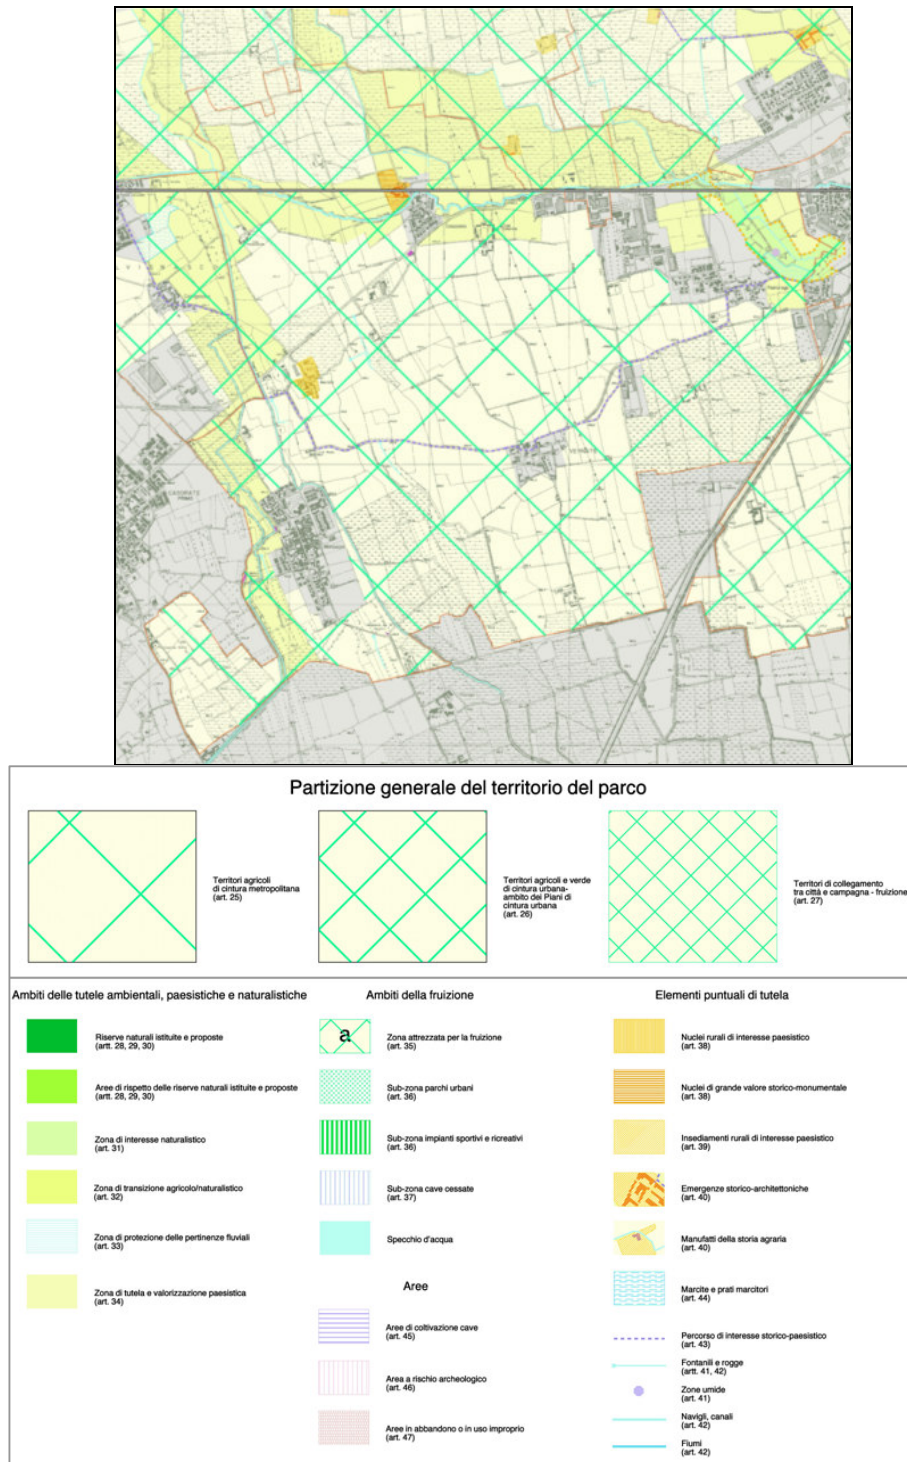 CASORATE
VERNATE
Partizione generale del territorio del parco
Territori agricoli
di cintura metropolitana
(art. 25)
Territori agricoli e verde
di cintura urbana-
ambito dei Piani di
cintura urbana
(art. 26)
Territori di collegamento
tra città e campagna - fruizione
(art. 27)
Ambiti delle tutele ambientali, paesistiche e naturalistiche
Riserve naturali istituite e proposte
(artt. 28, 29, 30)
Aree di rispetto delle riserve naturali istituite e proposte
(artt. 28, 29, 30)
Zona di interesse naturalistico
(art. 31)
Zona di transizione agricolo/naturalistico
(art. 32)
Zona di protezione delle pertinenze fluviali
(art. 33)
Zona di tutela e valorizzazione paesistica
(art. 34)
Ambiti della fruizione
a
Zona attrezzata per la fruizione
(art. 35)
Sub-zona parchi urbani
(art. 36)
Sub-zona impianti sportivi e ricreativi
(art. 36)
Sub-zona cave cessate
(art. 37)
Specchio d'acqua
Aree
Aree di coltivazione cave
(art. 45)
Area a rischio archeologico
(art. 46)
Aree in abbandono o in uso improprio
(art. 47)
Elementi puntuali di tutela
Nuclei rurali di interesse paesistico
(art. 38)
Nuclei di grande valore storico-monumentale
(art. 38)
Insediamenti rurali di interesse paesistico
(art. 39)
Emergenze storico-architettoniche
(art. 40)
Manufatti della storia agraria
(art. 40)
Marcite e prati marcitori
(art. 44)
Percorso di interesse storico-paesistico
(art. 43)
Fontanili e rogge
(artt. 41, 42)
Zone umide
(art. 41)
Navigli, canali
(art. 42)
Fiumi
(art. 42)